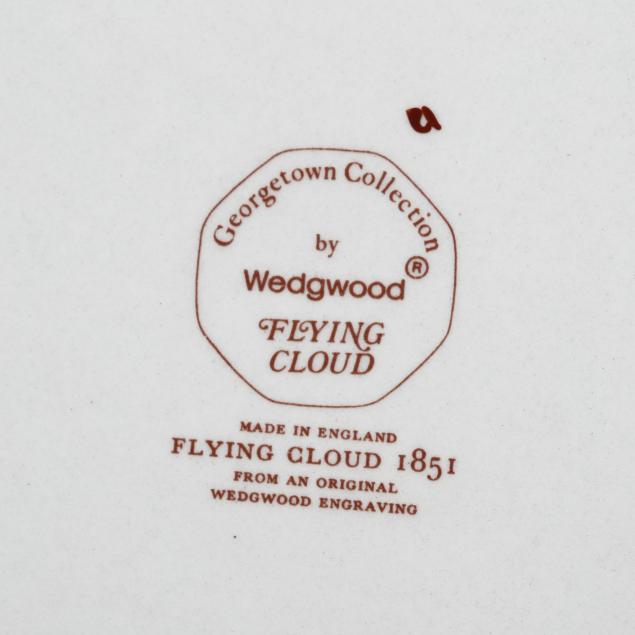 a
Georgetown Collection
by
Wedgwood®
FLYING
CLOUD
MADE IN ENGLAND
FLYING CLOUD 1851
FROM AN ORIGINAL
WEDGWOOD ENGRAVING